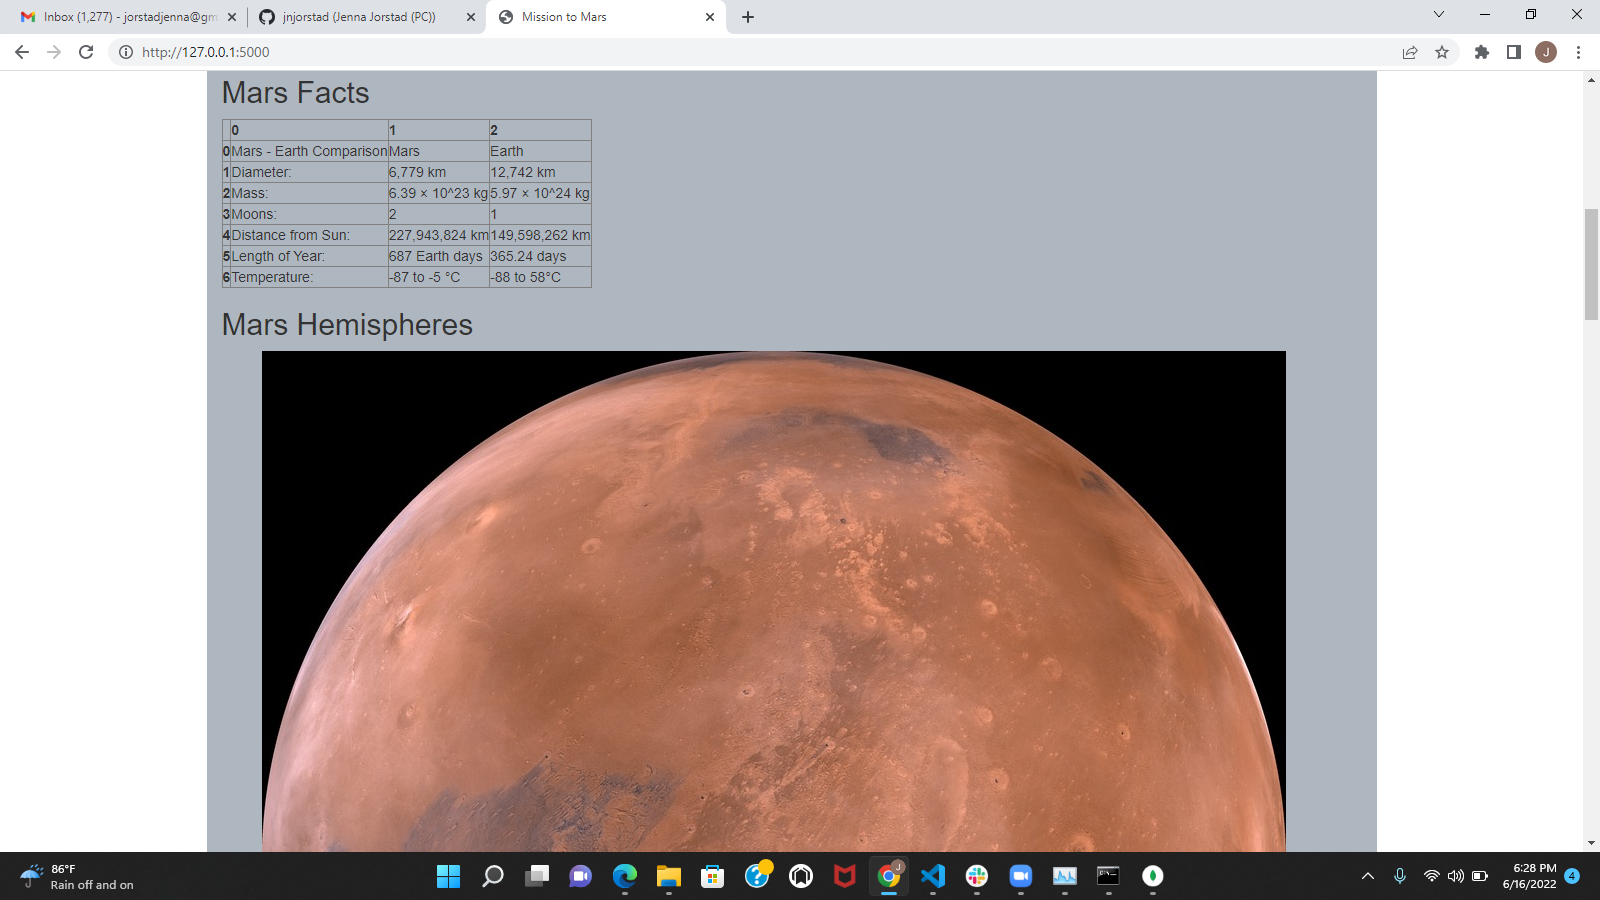 Inbox (1,277) - jorstadjenna@gm
jnjorstad (Jenna Jorstad (PC))
Mission to Mars
http://127.0.0.1:5000
J
Mars Facts
0 1 2
0 Mars - Earth Comparison Mars Earth
1 Diameter: 6,779 km 12,742 km
2 Mass: 6.39 × 10^23 kg 5.97 × 10^24 kg
3 Moons: 2 1
4 Distance from Sun: 227,943,824 km 149,598,262 km
5 Length of Year: 687 Earth days 365.24 days
6 Temperature: -87 to -5 °C -88 to 58°C
Mars Hemispheres
86°F
Rain off and on
J
6:28 PM
6/16/2022
4